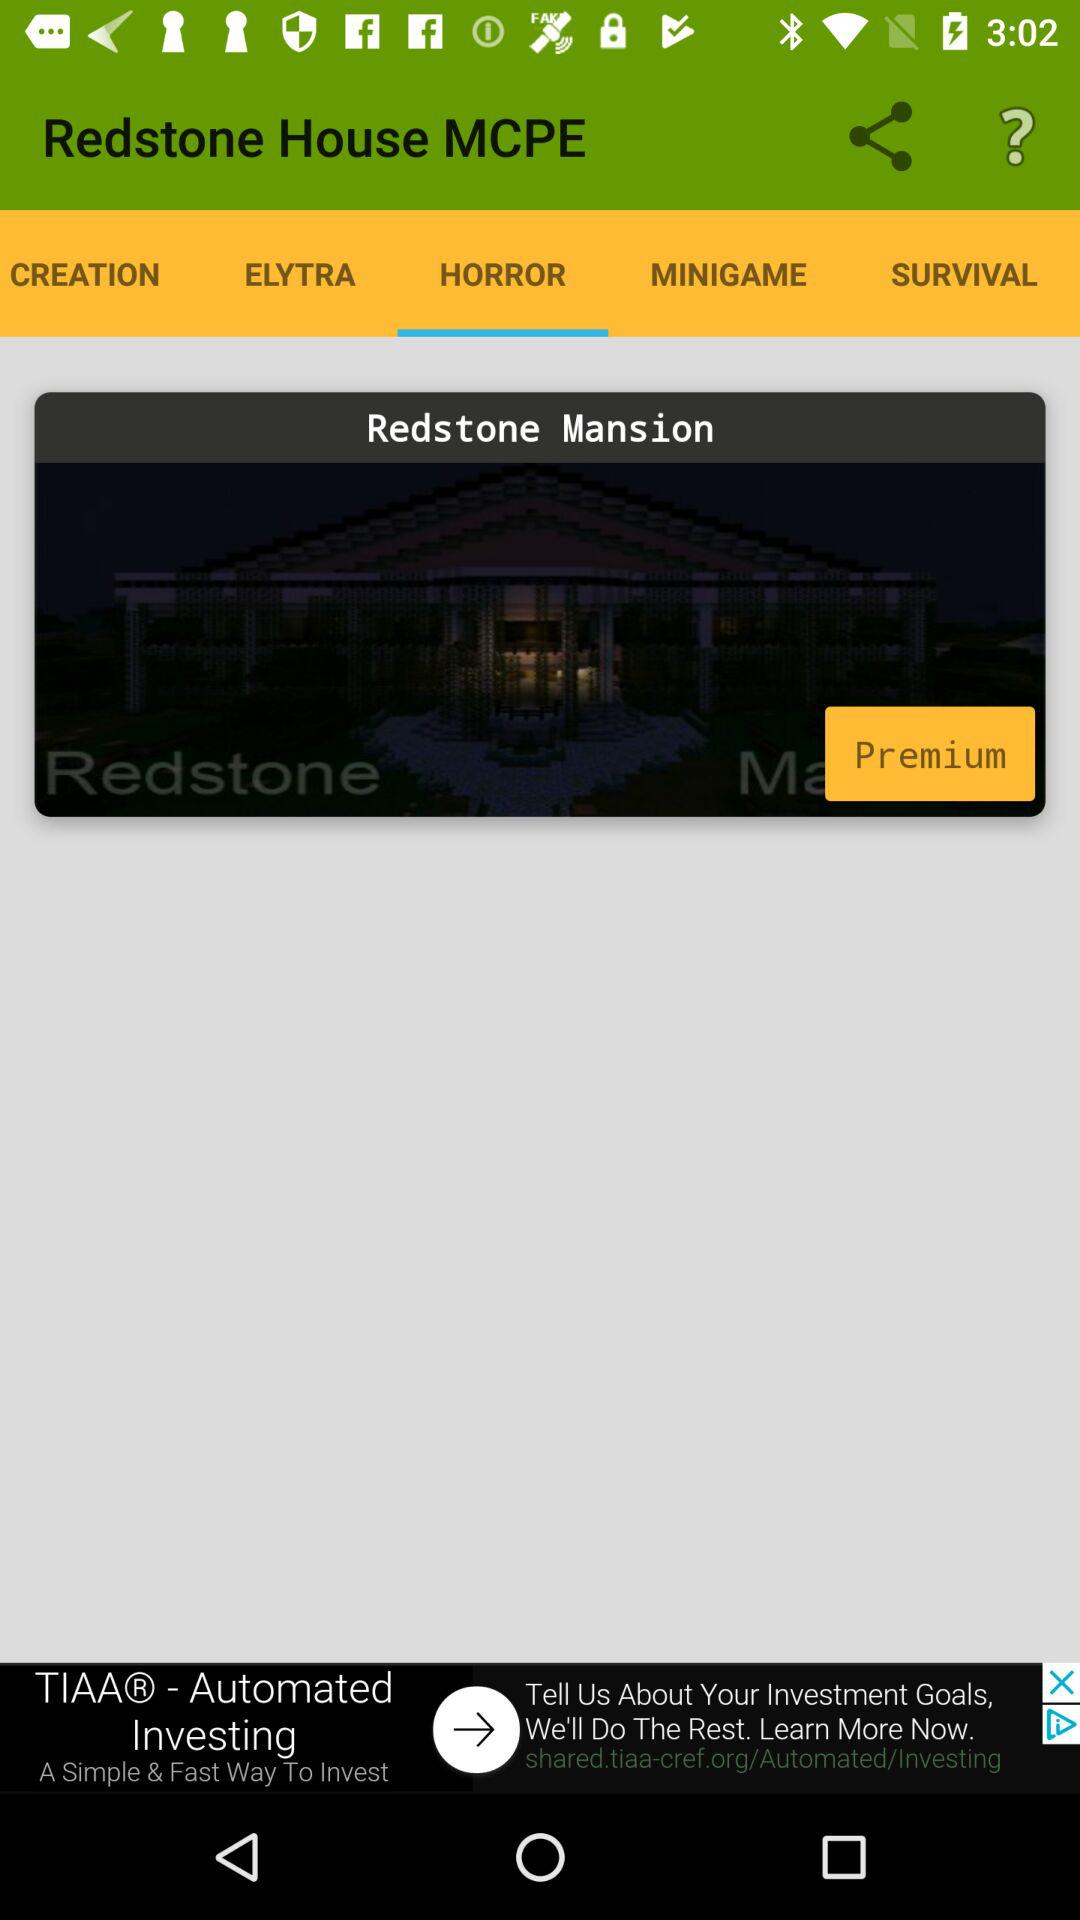 FAKE
3:02
Redstone House MCPE
?
CREATION ELYTRA HORROR MINIGAME SURVIVAL
Redstone Mansion
Redstone Ma
Premium
TIAA® - Automated
Investing
A Simple & Fast Way To Invest
Tell Us About Your Investment Goals,
We'll Do The Rest. Learn More Now.
shared.tiaa-cref.org/Automated/Investing